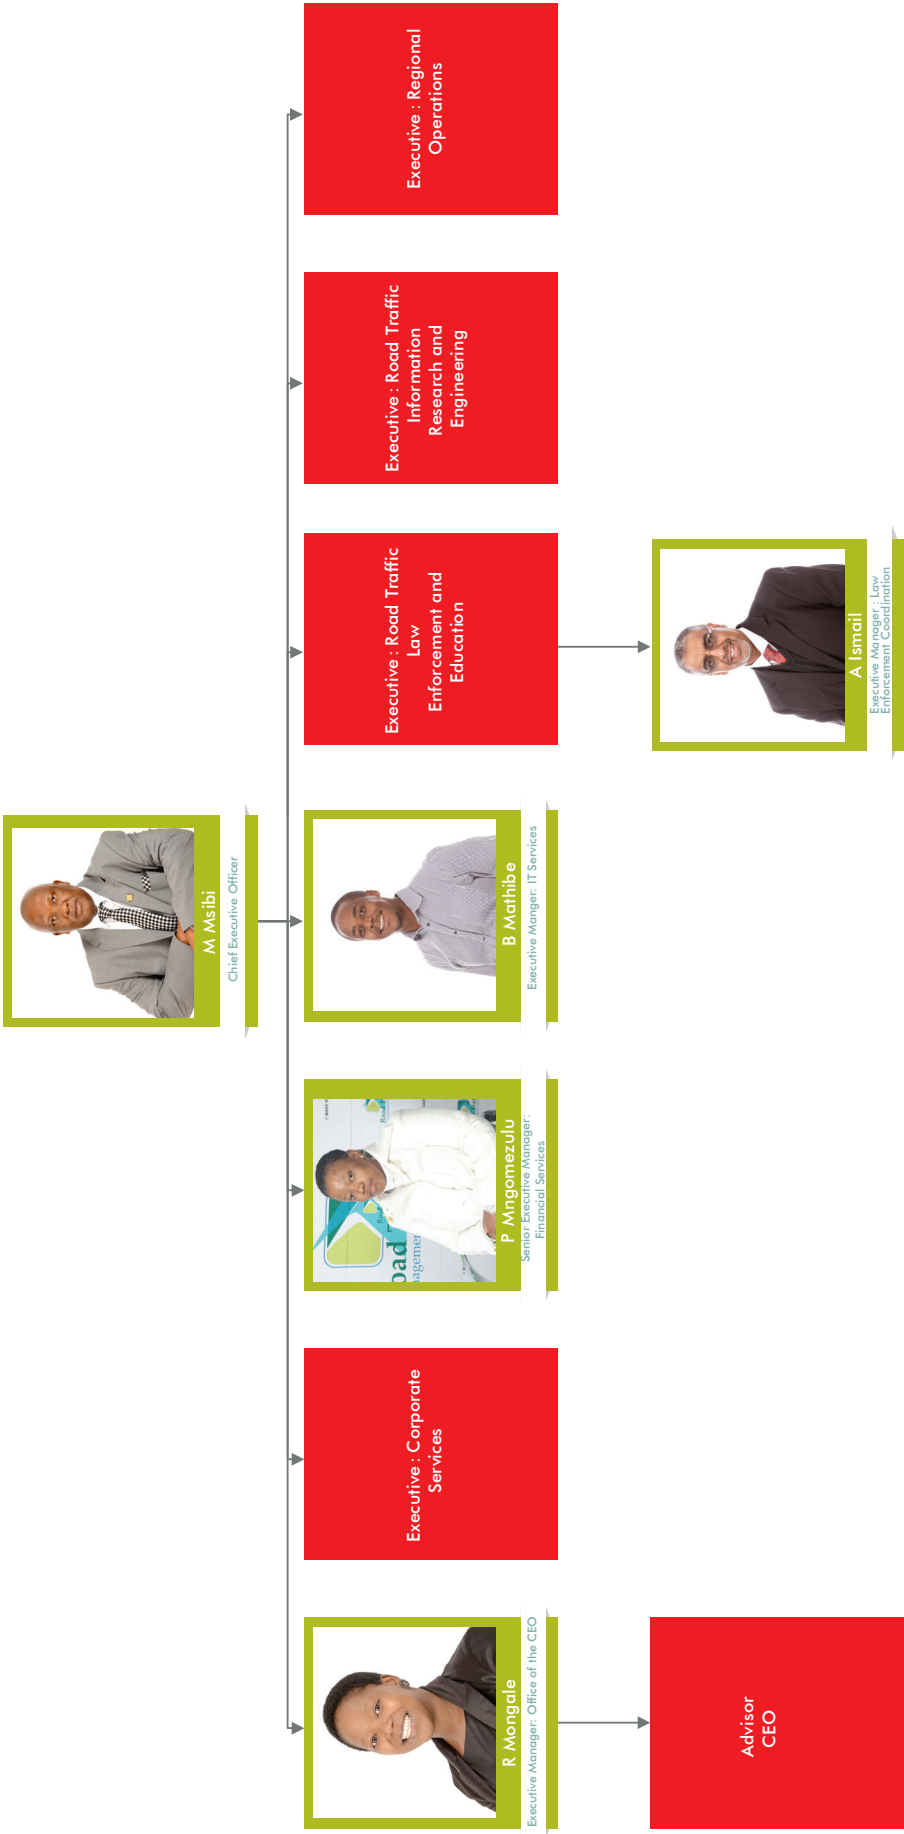 M Msibi
Chief Executive Officer
R Mongale
Executive Manager: Office of the CEO
Executive : Corporate
Services
P Mngomezulu
Senior Executive Manager:
Financial Services
B Mathibe
Executive Manger: IT Services
Executive : Road Traffic
Law
Enforcement and
Education
Executive : Road Traffic
Information
Research and
Engineering
Executive : Regional
Operations
Advisor
CEO
A Ismail
Executive Manager : Law
Enforcement Coordination